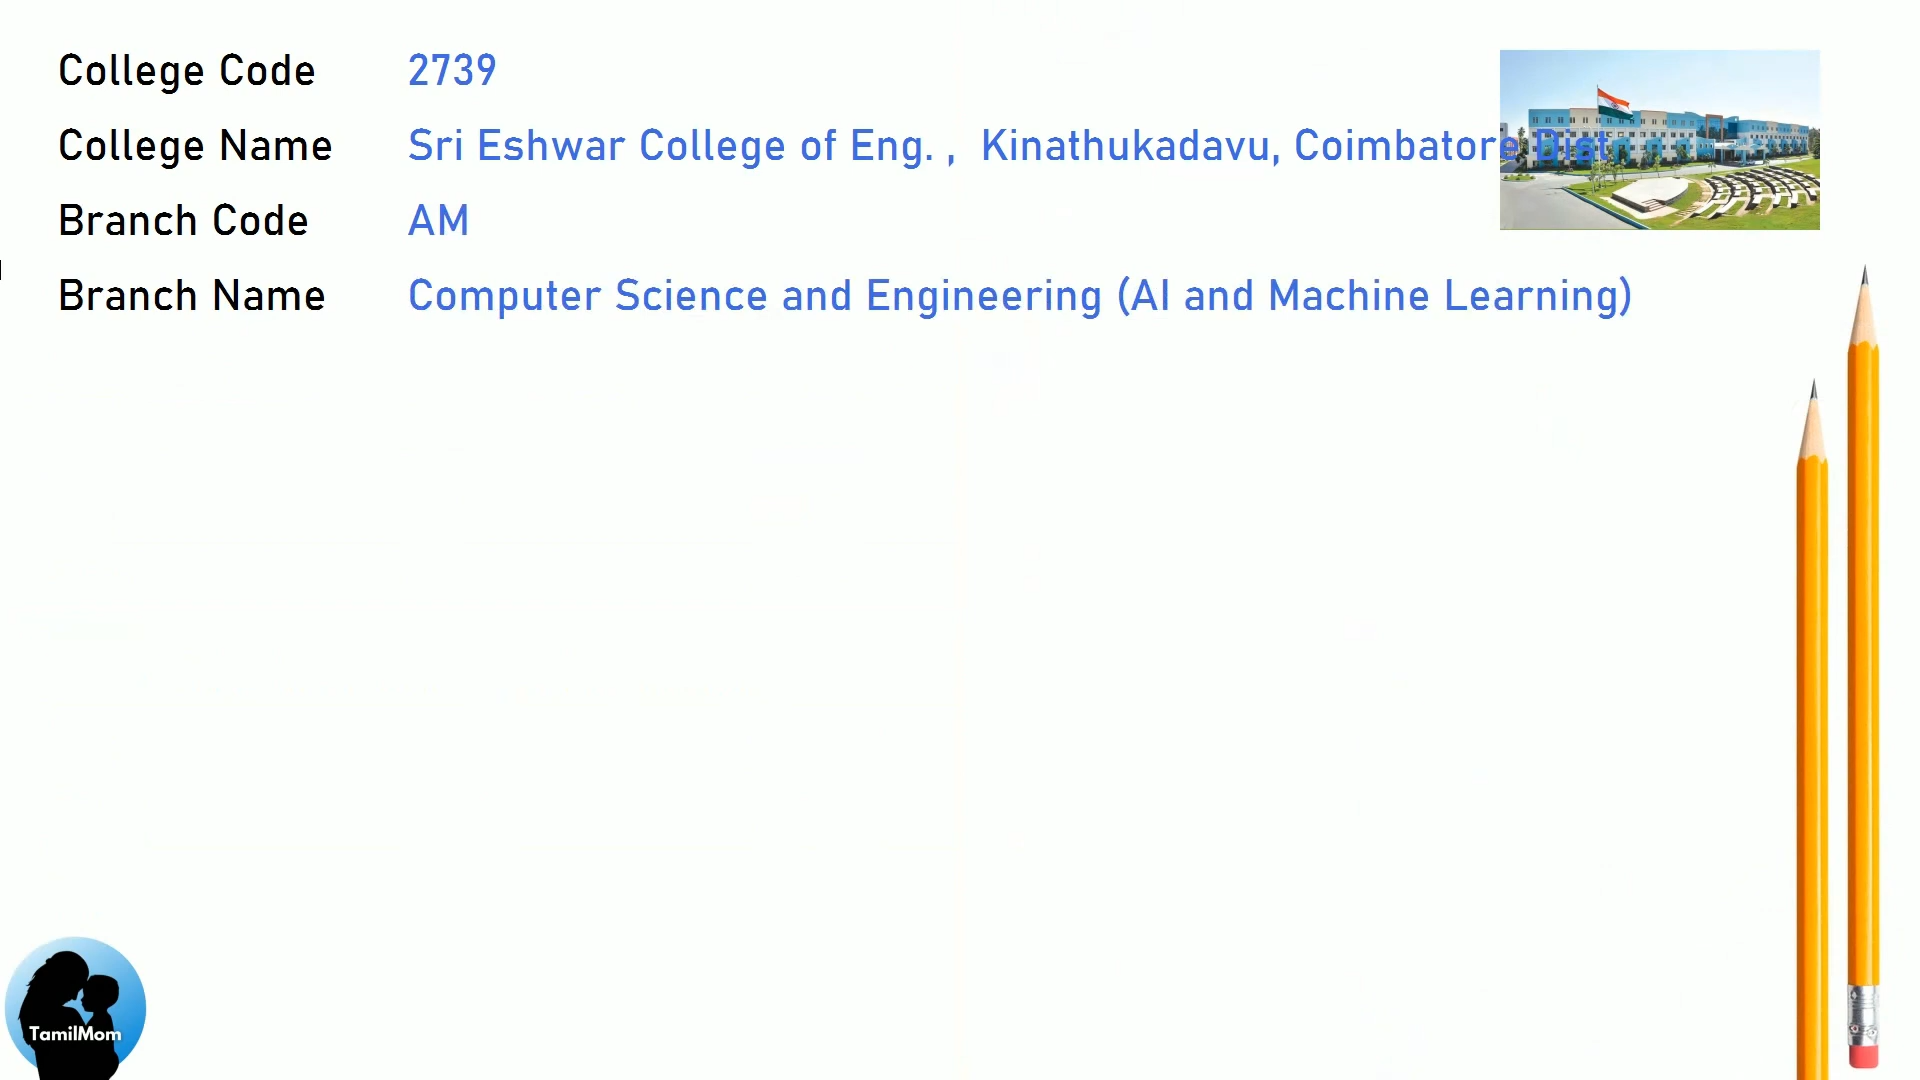 College Code 2739
College Name Sri Eshwar College of Eng. , Kinathukadavu, Coimbatore Dist
Branch Code AM
Branch Name Computer Science and Engineering (AI and Machine Learning)
TamilMom